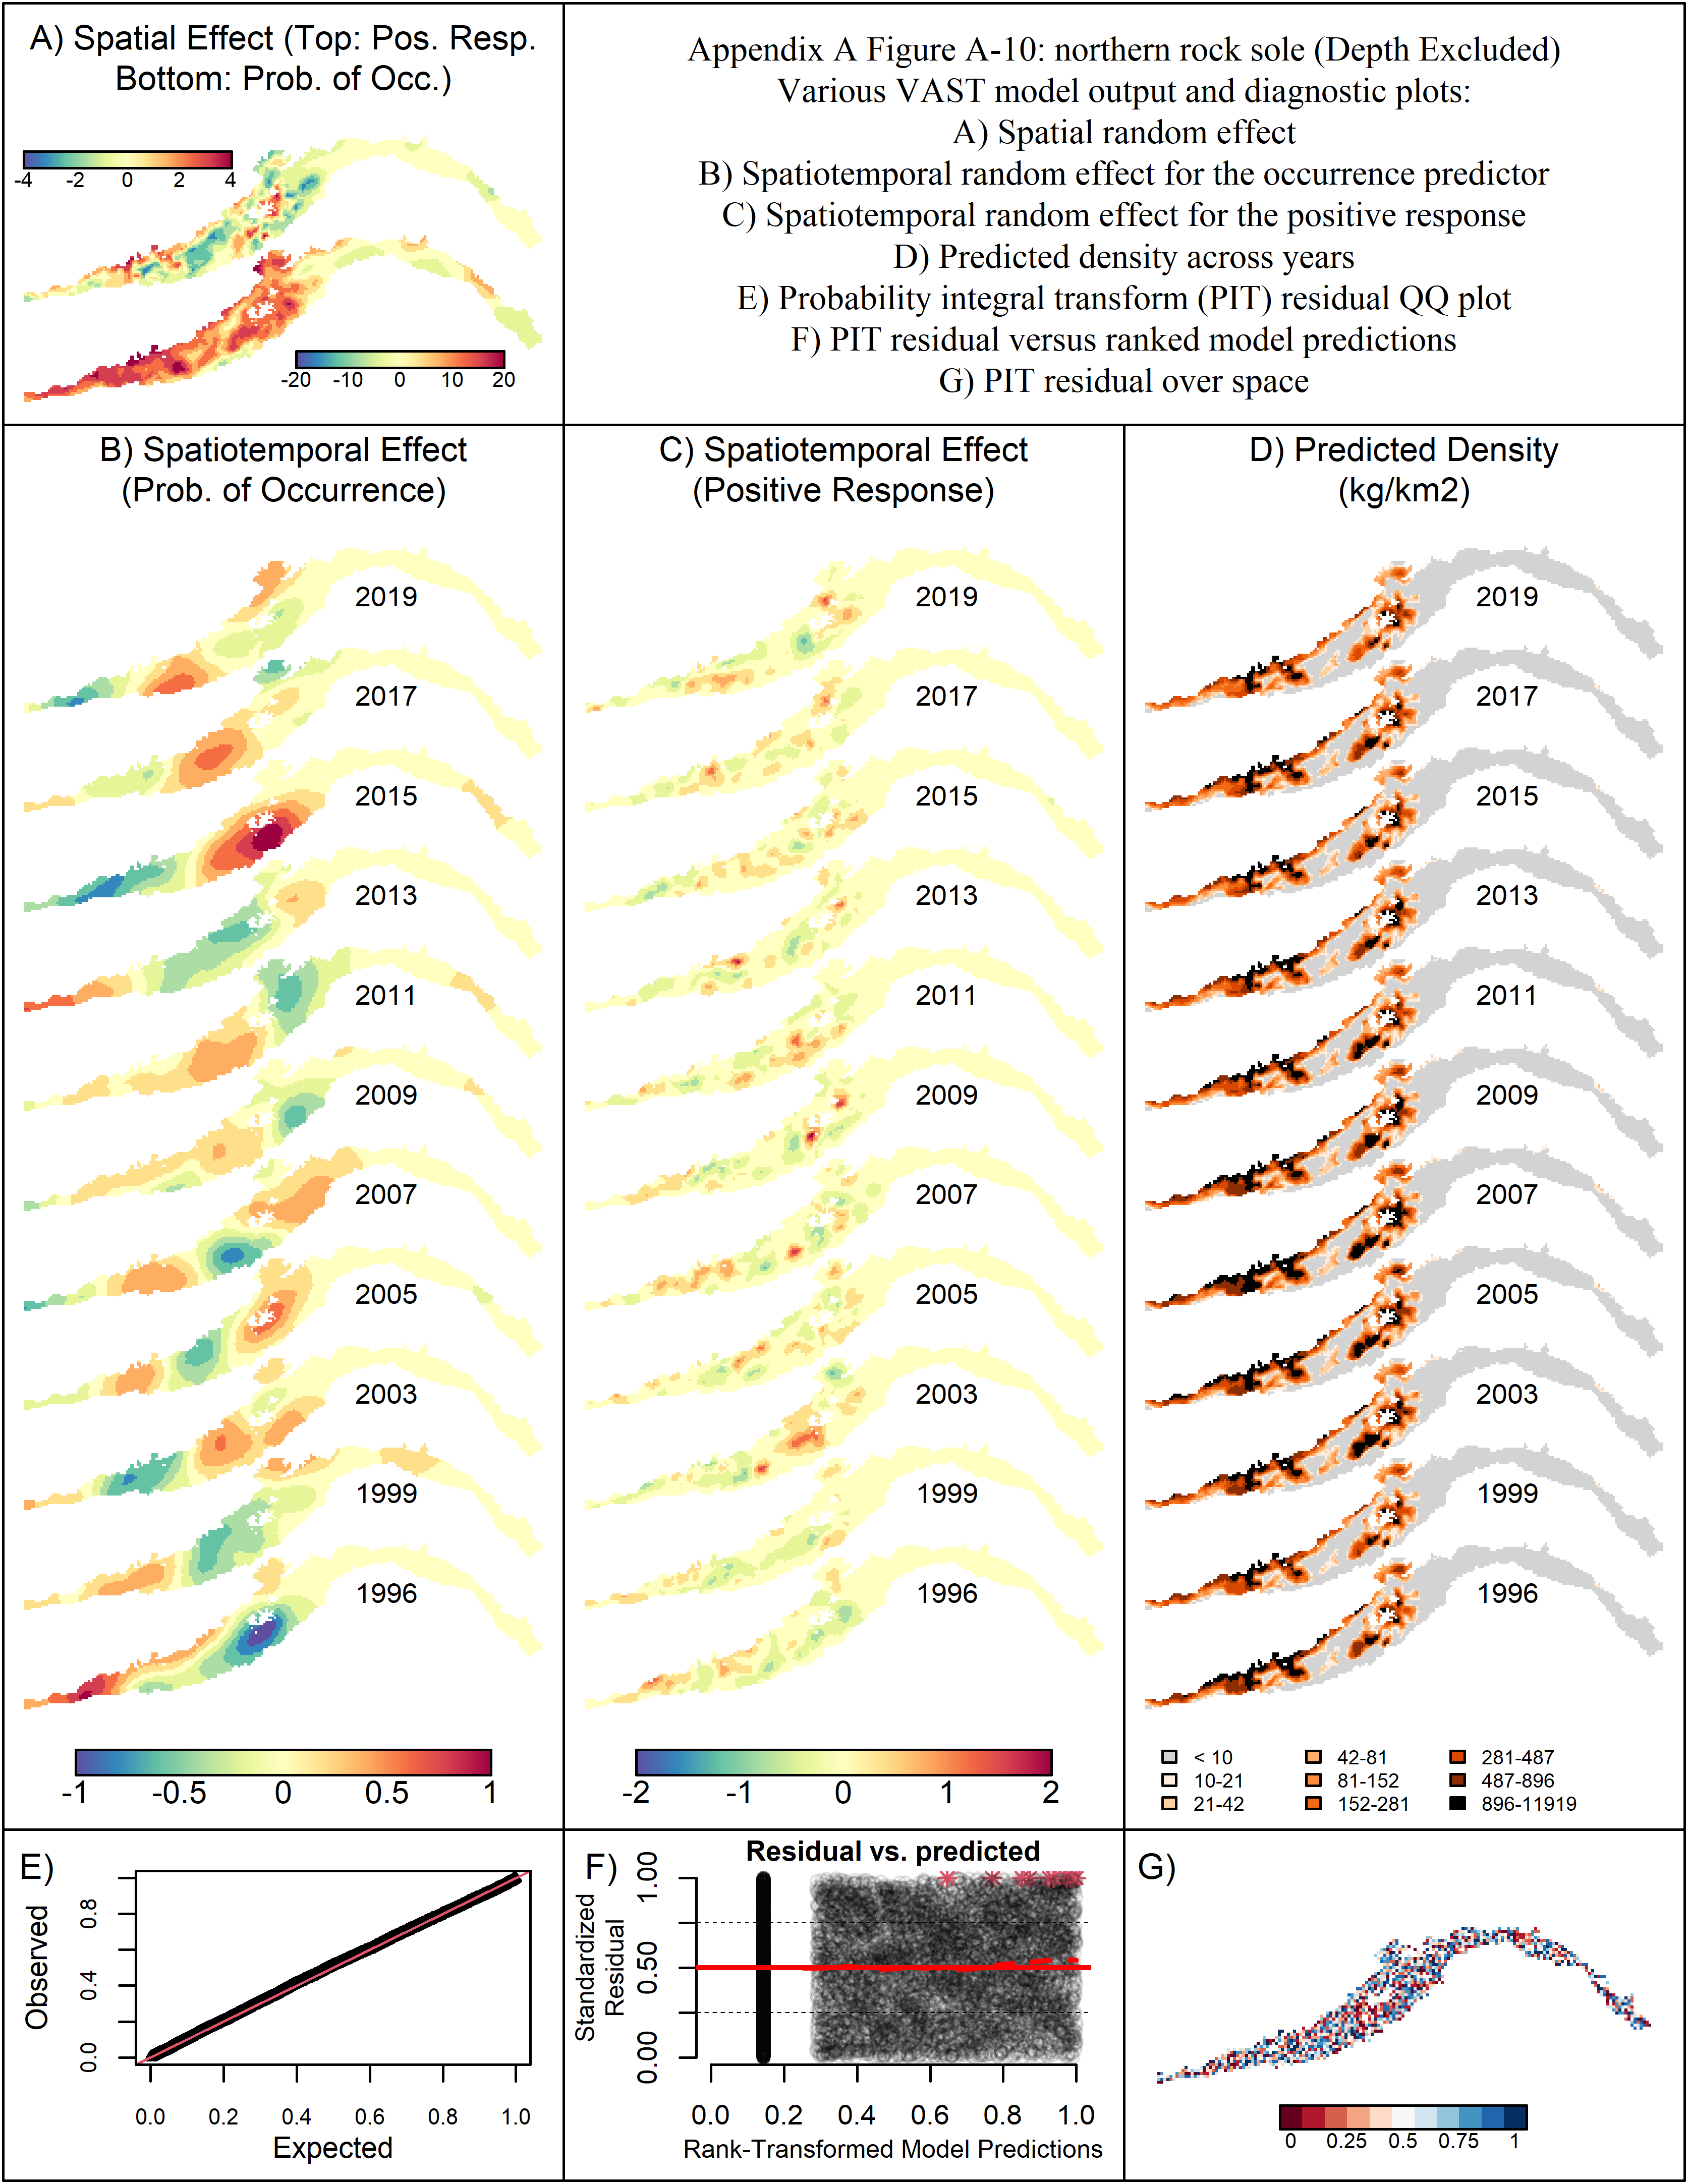 A) Spatial Effect (Top: Pos. Resp.
Bottom: Prob. of Occ.)
-4 -2 0 2 4
-20 -10 0 10 20
Appendix A Figure A-10: northern rock sole (Depth Excluded)
Various VAST model output and diagnostic plots:
A) Spatial random effect
B) Spatiotemporal random effect for the occurrence predictor
C) Spatiotemporal random effect for the positive response
D) Predicted density across years
E) Probability integral transform (PIT) residual QQ plot
F) PIT residual versus ranked model predictions
G) PIT residual over space
B) Spatiotemporal Effect
(Prob. of Occurrence)
2019
2017
2015
2013
2011
2009
2007
2005
2003
1999
1996
-1 -0.5 0 0.5 1
C) Spatiotemporal Effect
(Positive Response)
2019
2017
2015
2013
2011
2009
2007
2005
2003
1999
1996
-2 -1 0 1 2
D) Predicted Density
(kg/km2)
2019
2017
2015
2013
2011
2009
2007
2005
2003
1999
1996
< 10 42-81 281-487
10-21 81-152 487-896
21-42 152-281 896-11919
E)
Observed
0.0 0.4 0.8
0.0 0.2 0.4 0.6 0.8 1.0
Expected
F)
Residual vs. predicted
Standardized
Residual
0.00 0.50 1.00
0.0 0.2 0.4 0.6 0.8 1.0
Rank-Transformed Model Predictions
G)
0 0.25 0.5 0.75 1